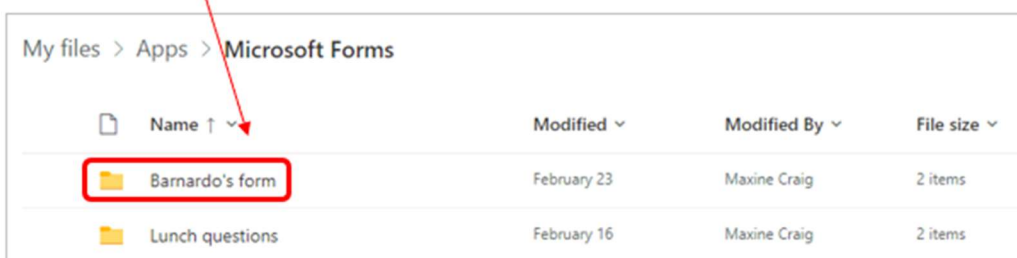 My files > Apps > Microsoft Forms
Name ↑ Modified Modified By File size
Barnardo's form February 23 Maxine Craig 2 items
Lunch questions February 16 Maxine Craig 2 items